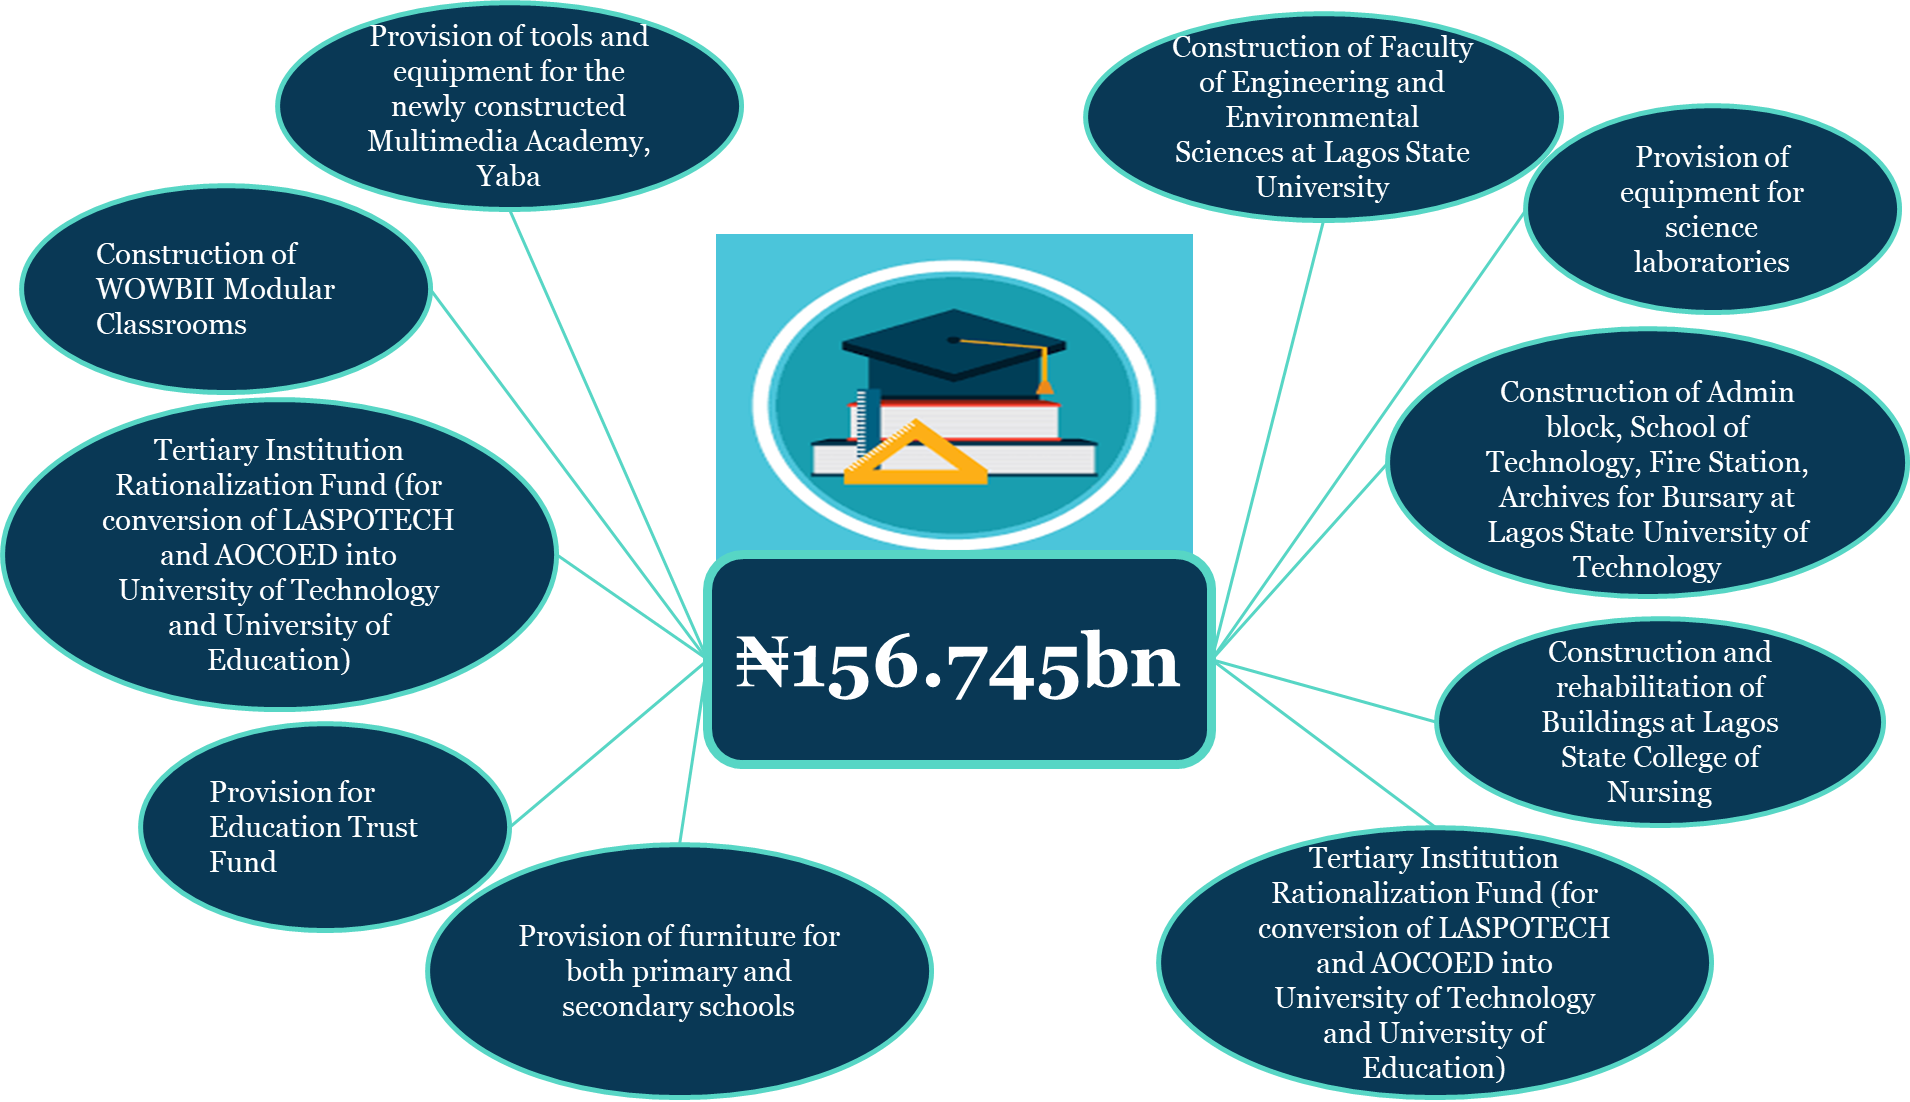 Provision of tools and
equipment for the
newly constructed
Multimedia Academy,
Yaba
Construction of
WOWBII Modular
Classrooms
Tertiary Institution
Rationalization Fund (for
conversion of LASPOTECH
and AOCOED into
University of Technology
and University of
Education)
Provision for
Education Trust
Fund
Provision of furniture for
both primary and
secondary schools
₦156.745bn
Construction of Faculty
of Engineering and
Environmental
Sciences at Lagos State
University
Provision of
equipment for
science
laboratories
Construction of Admin
block, School of
Technology, Fire Station,
Archives for Bursary at
Lagos State University of
Technology
Construction and
rehabilitation of
Buildings at Lagos
State College of
Nursing
Tertiary Institution
Rationalization Fund (for
conversion of LASPOTECH
and AOCOED into
University of Technology
and University of
Education)